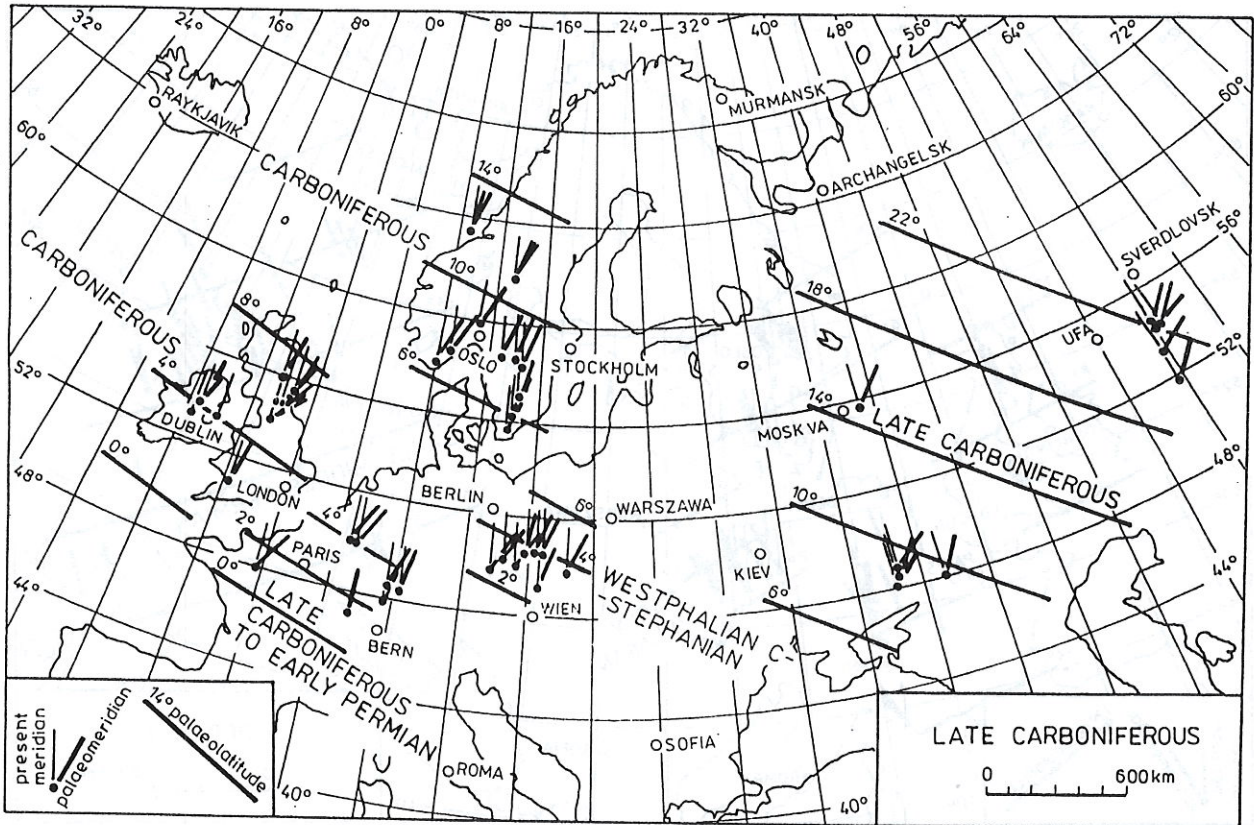 32° 24° 16° 8° 0° 8° 16° 24° 32° 40° 48° 56° 64° 72°
60°
RAYKJAVIK
MURMANSK
60°
CARBONIFEROUS
14°
ARCHANGELSK
56°
22°
SVERDLOVSK
56°
CARBONIFEROUS
10°
18°
8°
52°
UFA
52°
OSLO
STOCKHOLM
6°
4°
14°
MOSKVA
LATE CARBONIFEROUS
DUBLIN
48°
0°
48°
LONDON
BERLIN
6°
WARSZAWA
10°
4°
2°
PARIS
4°
KIEV
44°
0°
2°
WIEN
6°
44°
WESTPHALIAN C-
-STEPHANIAN
LATE
CARBONIFEROUS
TO EARLY PERMIAN
BERN
SOFIA
ROMA
40°
40°
present
meridian
palaeomeridian
14° palaeolatitude
LATE CARBONIFEROUS
0 600km